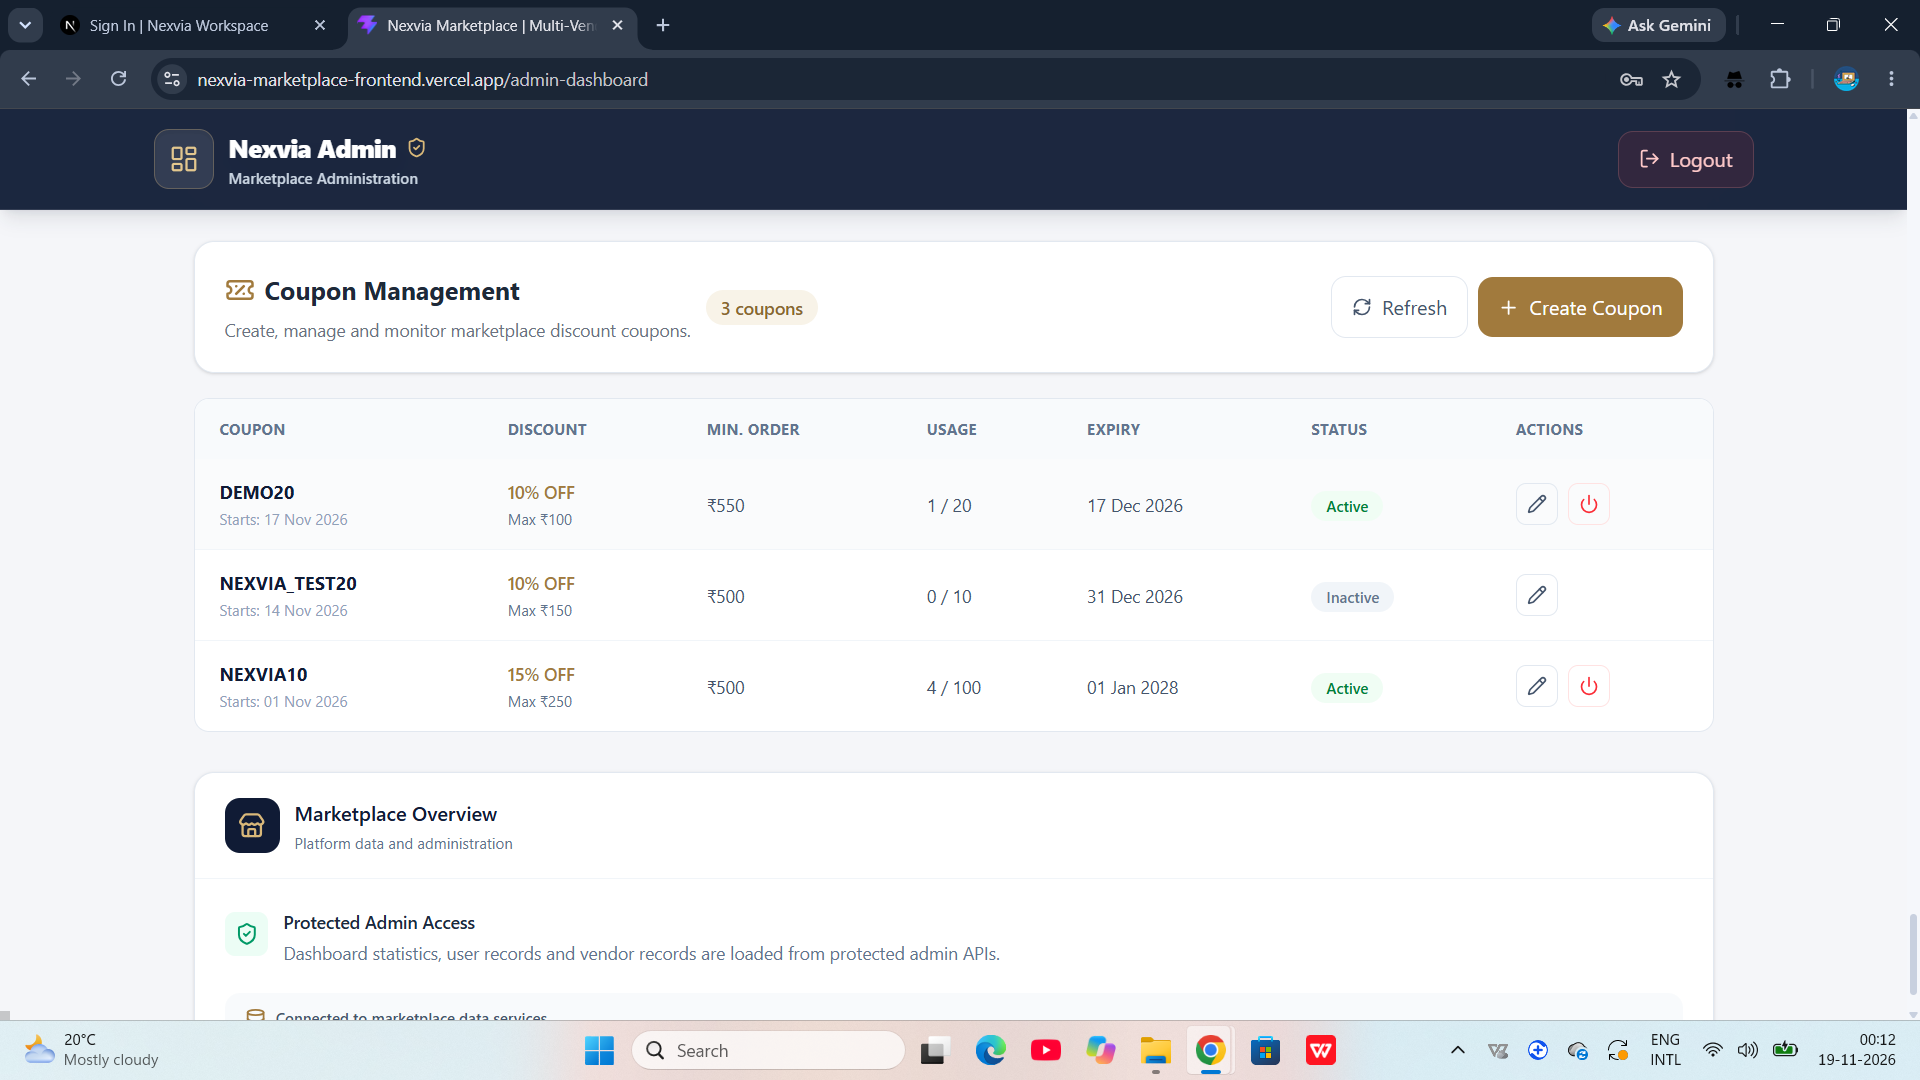 Sign In | Nexvia Workspace
Nexvia Marketplace | Multi-Ven
Ask Gemini
nexvia-marketplace-frontend.vercel.app/admin-dashboard
Nexvia Admin
Marketplace Administration
Logout
Coupon Management
Create, manage and monitor marketplace discount coupons.
3 coupons
Refresh
+ Create Coupon
COUPON DISCOUNT MIN. ORDER USAGE EXPIRY STATUS ACTIONS
DEMO20 10% OFF ₹550 1 / 20 17 Dec 2026 Active
Starts: 17 Nov 2026 Max ₹100
NEXVIA_TEST20 10% OFF ₹500 0 / 10 31 Dec 2026 Inactive
Starts: 14 Nov 2026 Max ₹150
NEXVIA10 15% OFF ₹500 4 / 100 01 Jan 2028 Active
Starts: 01 Nov 2026 Max ₹250
Marketplace Overview
Platform data and administration
Protected Admin Access
Dashboard statistics, user records and vendor records are loaded from protected admin APIs.
Connected to marketplace data services
20°C
Mostly cloudy
Search
ENG
INTL
00:12
19-11-2026